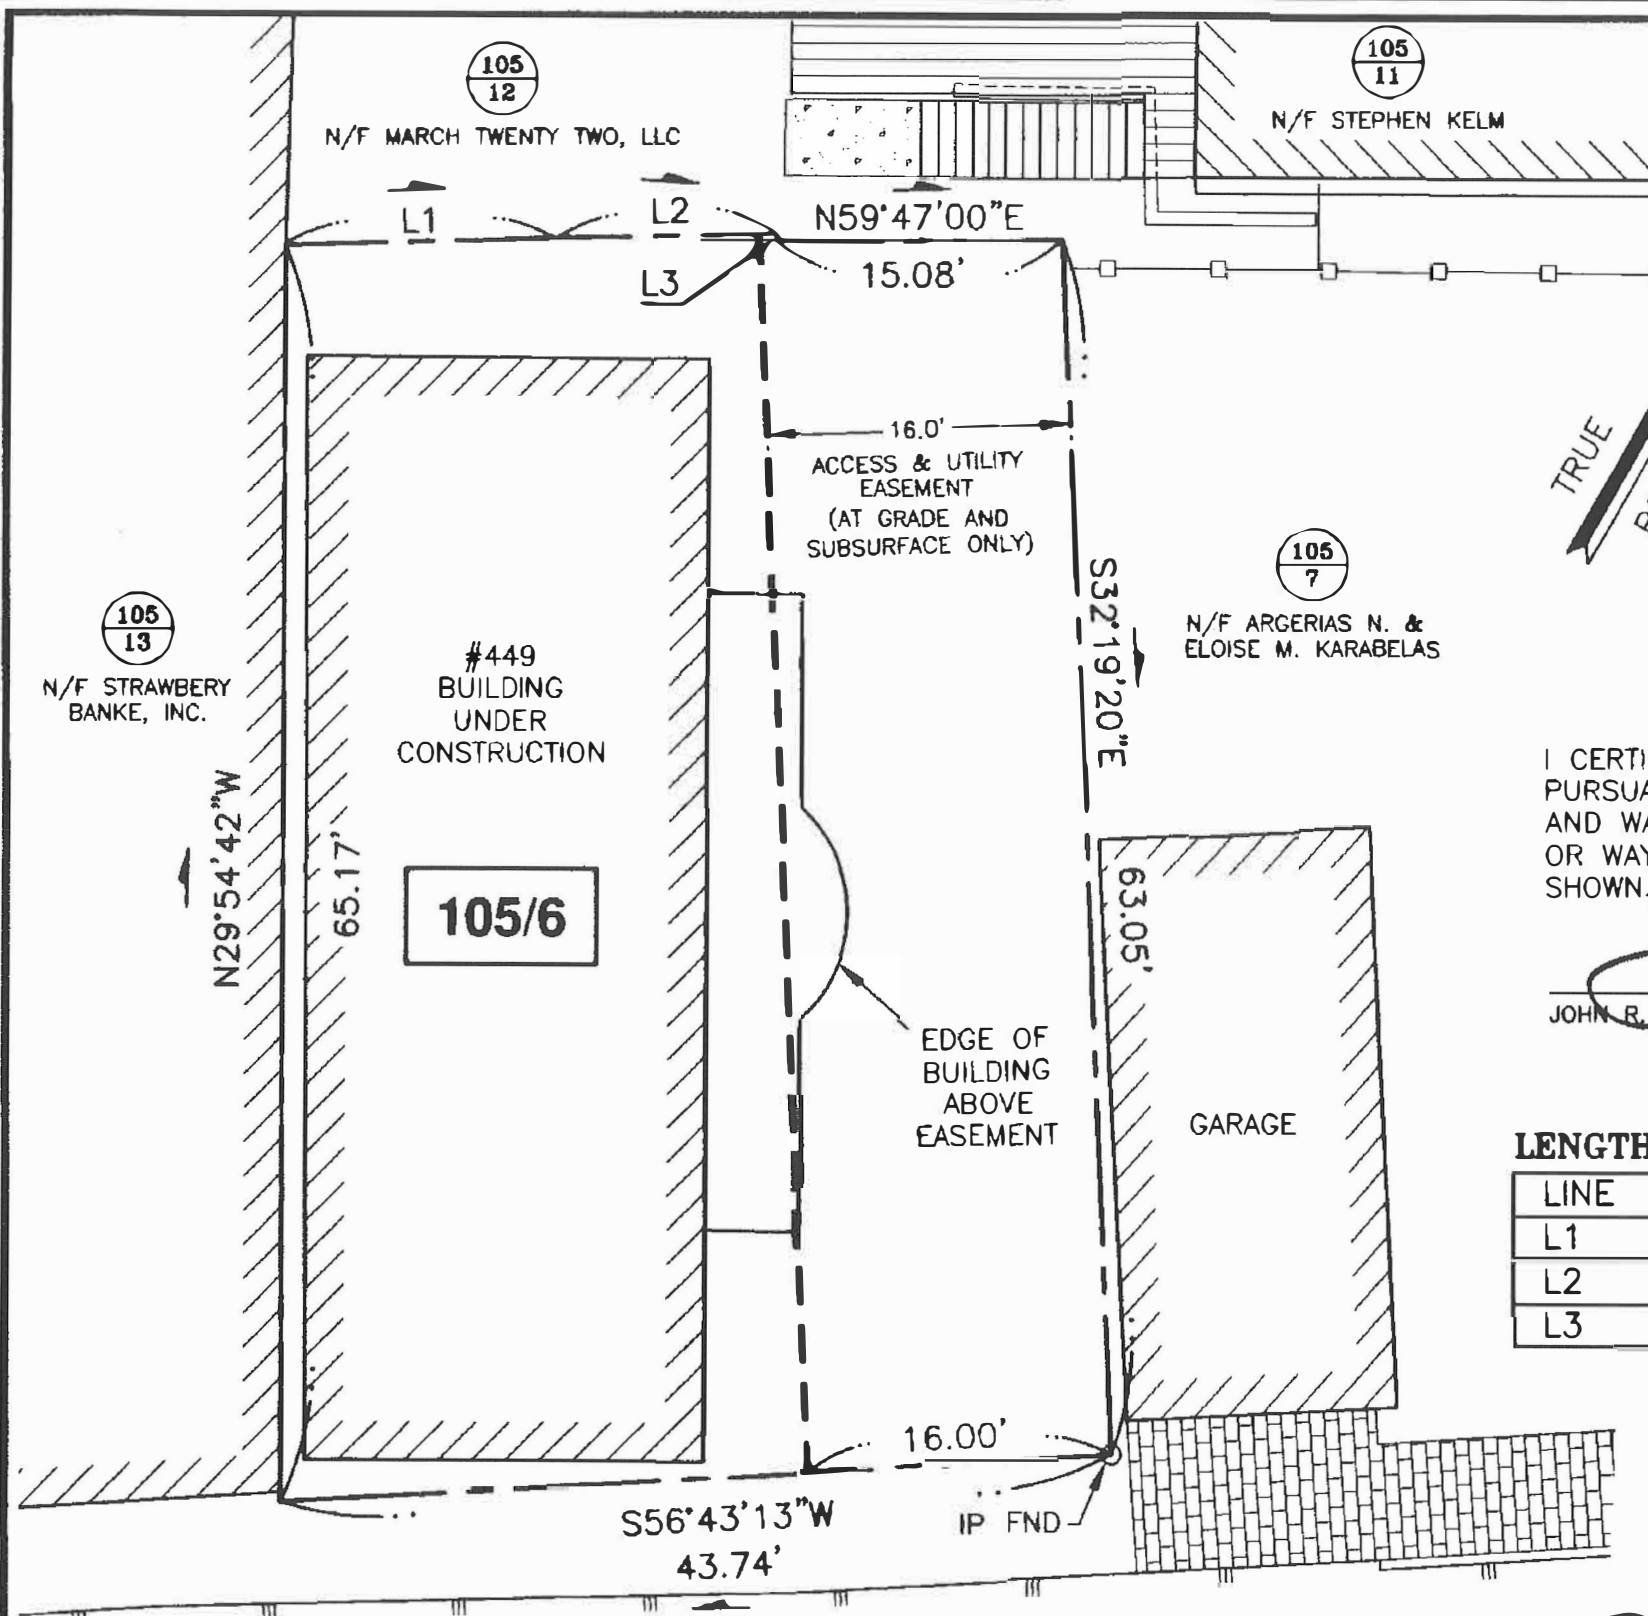 105
12
N/F MARCH TWENTY TWO, LLC
105
11
N/F STEPHEN KELM
L1
L2
N59°47'00"E
L3
15.08'
16.0'
ACCESS & UTILITY
EASEMENT
(AT GRADE AND
SUBSURFACE ONLY)
TRUE
105
7
N/F ARGERIAS N. &
ELOISE M. KARABELAS
S32°19'20"E
63.05'
105
13
N/F STRAWBERY
BANKE, INC.
#449
BUILDING
UNDER
CONSTRUCTION
N29°54'42"W
65.17'
105/6
I CERTI
PURSUA
AND WA
OR WAY
SHOWN.
JOHN R.
EDGE OF
BUILDING
ABOVE
EASEMENT
GARAGE
LENGTH
LINE
L1
L2
L3
16.00'
S56°43'13"W
43.74'
IP FND